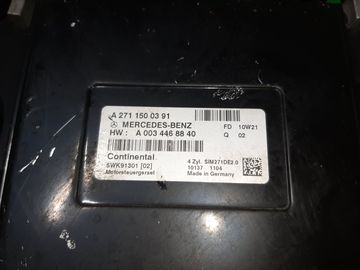 A 271 150 03 91
MERCEDES-BENZ FD 10W21
HW : A 003 446 88 40 Q 02
Continental 4 Zyl. SIM271DE2.0
5WK91301 [02] 10137 1104
Motorsteuergeraet Made in Germany